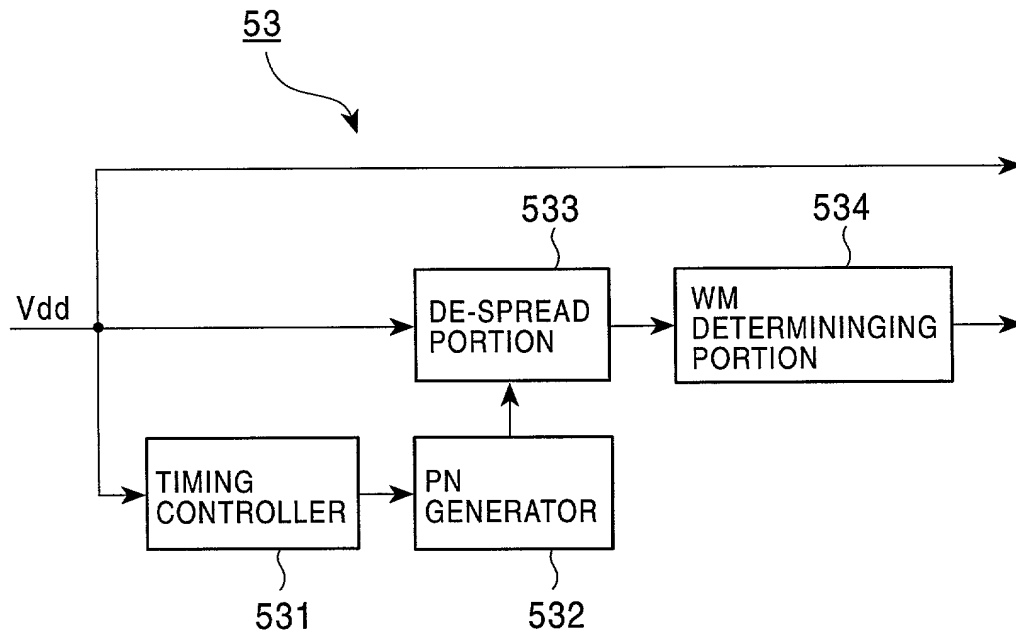 53
533
534
Vdd
DE-SPREAD
PORTION
WM
DETERMININGING
PORTION
TIMING
CONTROLLER
PN
GENERATOR
531
532